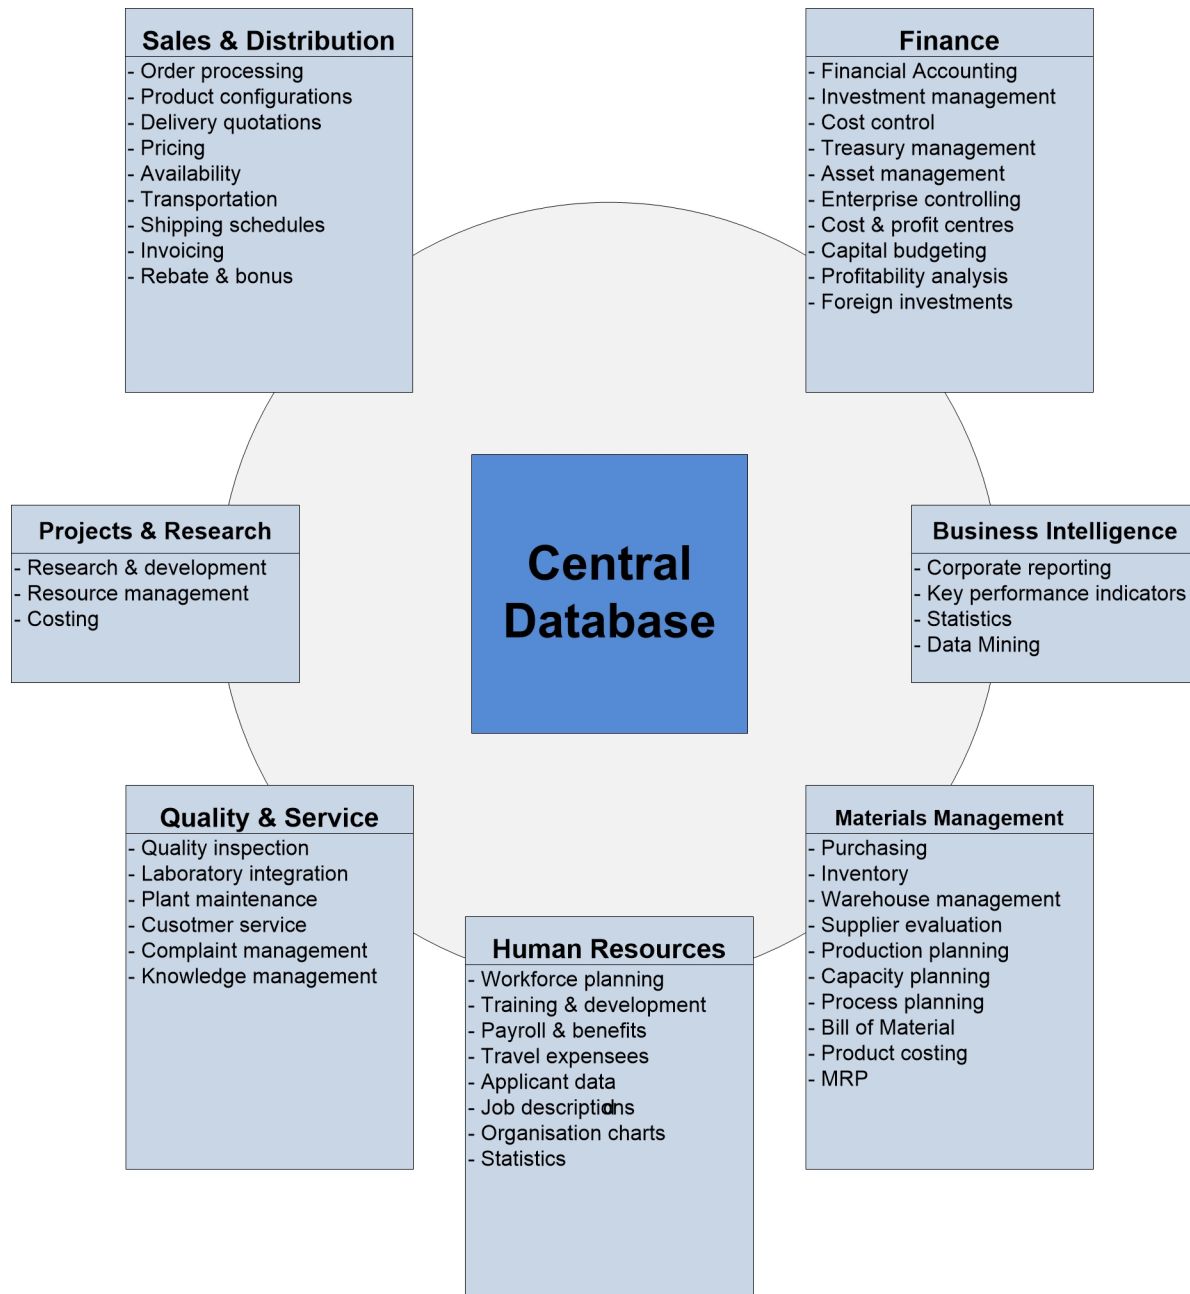 Sales & Distribution
- Order processing
- Product configurations
- Delivery quotations
- Pricing
- Availability
- Transportation
- Shipping schedules
- Invoicing
- Rebate & bonus
Finance
- Financial Accounting
- Investment management
- Cost control
- Treasury management
- Asset management
- Enterprise controlling
- Cost & profit centres
- Capital budgeting
- Profitability analysis
- Foreign investments
Projects & Research
- Research & development
- Resource management
- Costing
Central
Database
Business Intelligence
- Corporate reporting
- Key performance indicators
- Statistics
- Data Mining
Quality & Service
- Quality inspection
- Laboratory integration
- Plant maintenance
- Cusotmer service
- Complaint management
- Knowledge management
Human Resources
- Workforce planning
- Training & development
- Payroll & benefits
- Travel expensees
- Applicant data
- Job descriptions
- Organisation charts
- Statistics
Materials Management
- Purchasing
- Inventory
- Warehouse management
- Supplier evaluation
- Production planning
- Capacity planning
- Process planning
- Bill of Material
- Product costing
- MRP